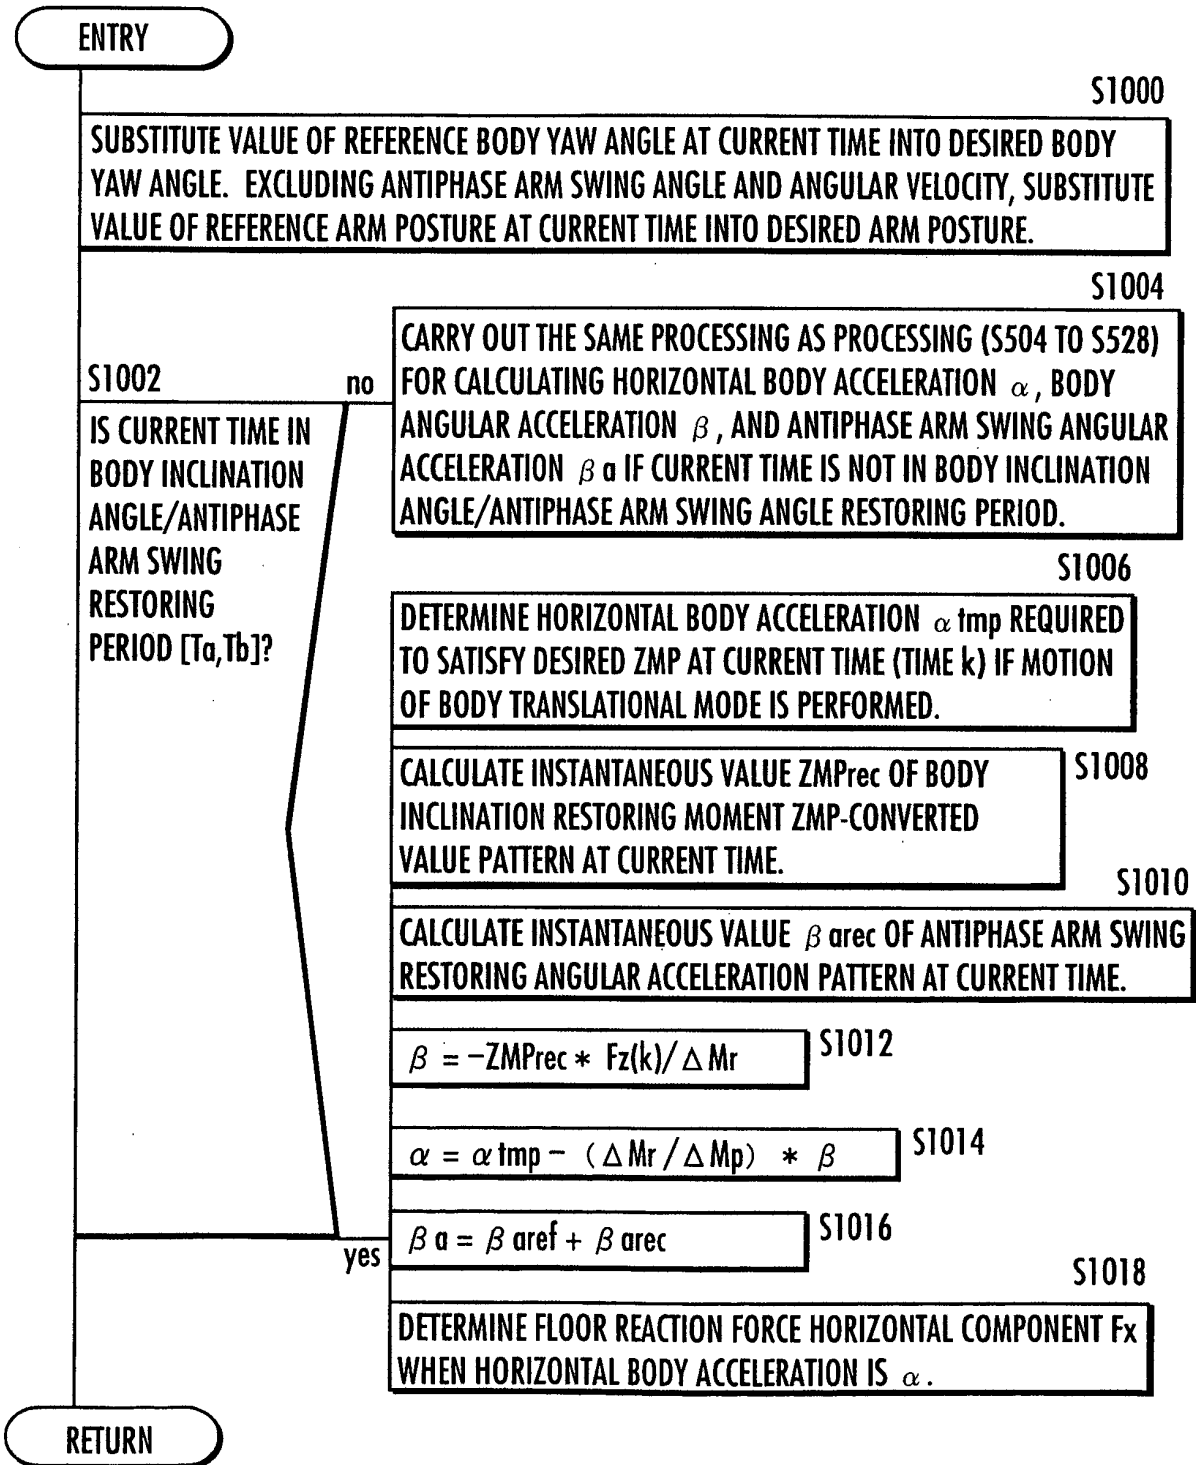 ENTRY
S1000
SUBSTITUTE VALUE OF REFERENCE BODY YAW ANGLE AT CURRENT TIME INTO DESIRED BODY
YAW ANGLE. EXCLUDING ANTIPHASE ARM SWING ANGLE AND ANGULAR VELOCITY, SUBSTITUTE
VALUE OF REFERENCE ARM POSTURE AT CURRENT TIME INTO DESIRED ARM POSTURE.
S1002
IS CURRENT TIME IN
BODY INCLINATION
ANGLE/ANTIPHASE
ARM SWING
RESTORING
PERIOD [Ta,Tb]?
no
S1004
CARRY OUT THE SAME PROCESSING AS PROCESSING (S504 TO S528)
FOR CALCULATING HORIZONTAL BODY ACCELERATION α, BODY
ANGULAR ACCELERATION β, AND ANTIPHASE ARM SWING ANGULAR
ACCELERATION βa IF CURRENT TIME IS NOT IN BODY INCLINATION
ANGLE/ANTIPHASE ARM SWING ANGLE RESTORING PERIOD.
S1006
DETERMINE HORIZONTAL BODY ACCELERATION αtmp REQUIRED
TO SATISFY DESIRED ZMP AT CURRENT TIME (TIME k) IF MOTION
OF BODY TRANSLATIONAL MODE IS PERFORMED.
S1008
CALCULATE INSTANTANEOUS VALUE ZMPrec OF BODY
INCLINATION RESTORING MOMENT ZMP-CONVERTED
VALUE PATTERN AT CURRENT TIME.
S1010
CALCULATE INSTANTANEOUS VALUE βarec OF ANTIPHASE ARM SWING
RESTORING ANGULAR ACCELERATION PATTERN AT CURRENT TIME.
β = -ZMPrec * Fz(k)/ΔMr
S1012
α = αtmp - (ΔMr/ΔMp) * β
S1014
yes
βa = βaref + βarec
S1016
S1018
DETERMINE FLOOR REACTION FORCE HORIZONTAL COMPONENT Fx
WHEN HORIZONTAL BODY ACCELERATION IS α.
RETURN